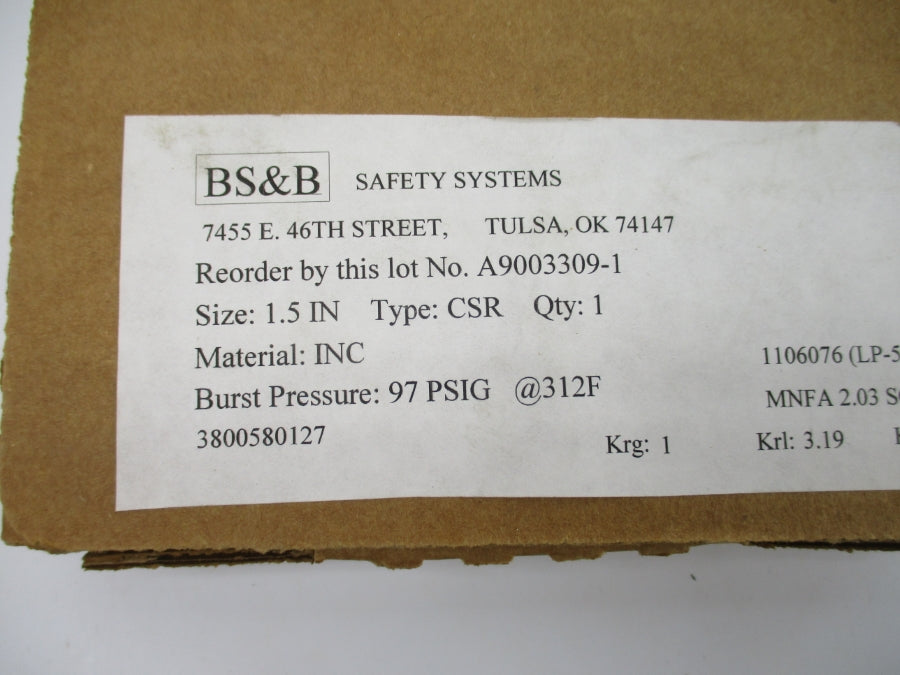 BS&B SAFETY SYSTEMS
7455 E. 46TH STREET, TULSA, OK 74147
Reorder by this lot No. A9003309-1
Size: 1.5 IN Type: CSR Qty: 1
Material: INC
1106076 (LP-5
Burst Pressure: 97 PSIG @312F
MNFA 2.03
3800580127
Krg: 1 Krl: 3.19